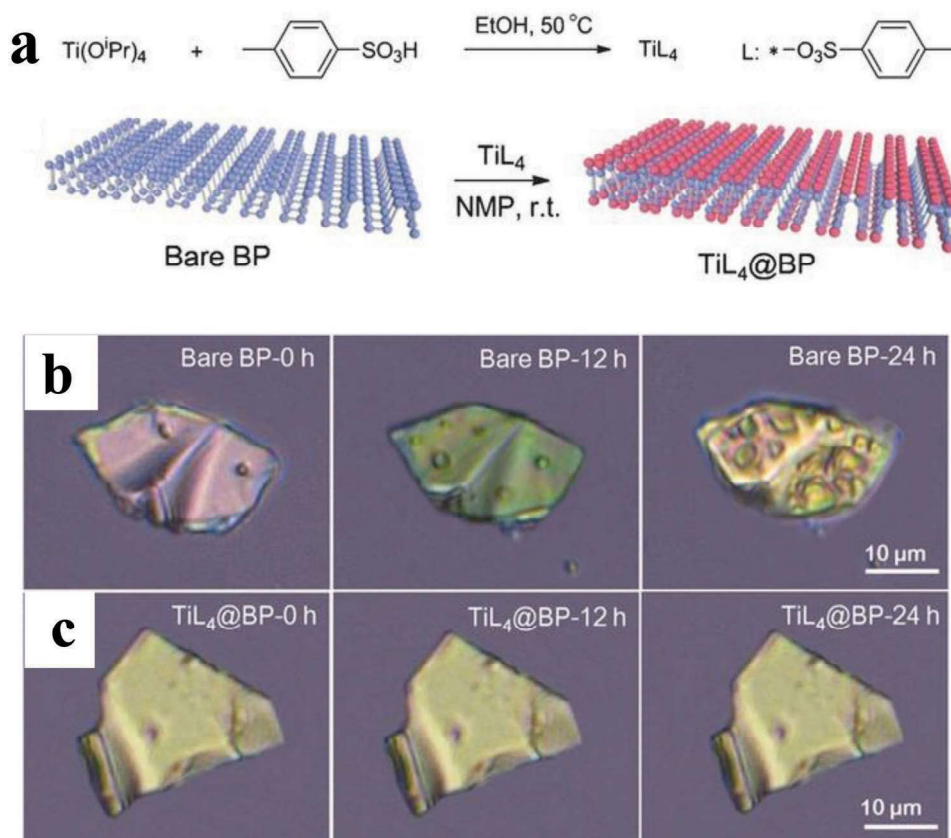 a
Ti(OⁱPr)₄ + SO₃H EtOH, 50 °C TiL₄ L: *–O₃S
TiL₄
NMP, r.t.
Bare BP
TiL₄@BP
b
Bare BP-0 h
Bare BP-12 h
Bare BP-24 h
10 µm
c
TiL₄@BP-0 h
TiL₄@BP-12 h
TiL₄@BP-24 h
10 µm